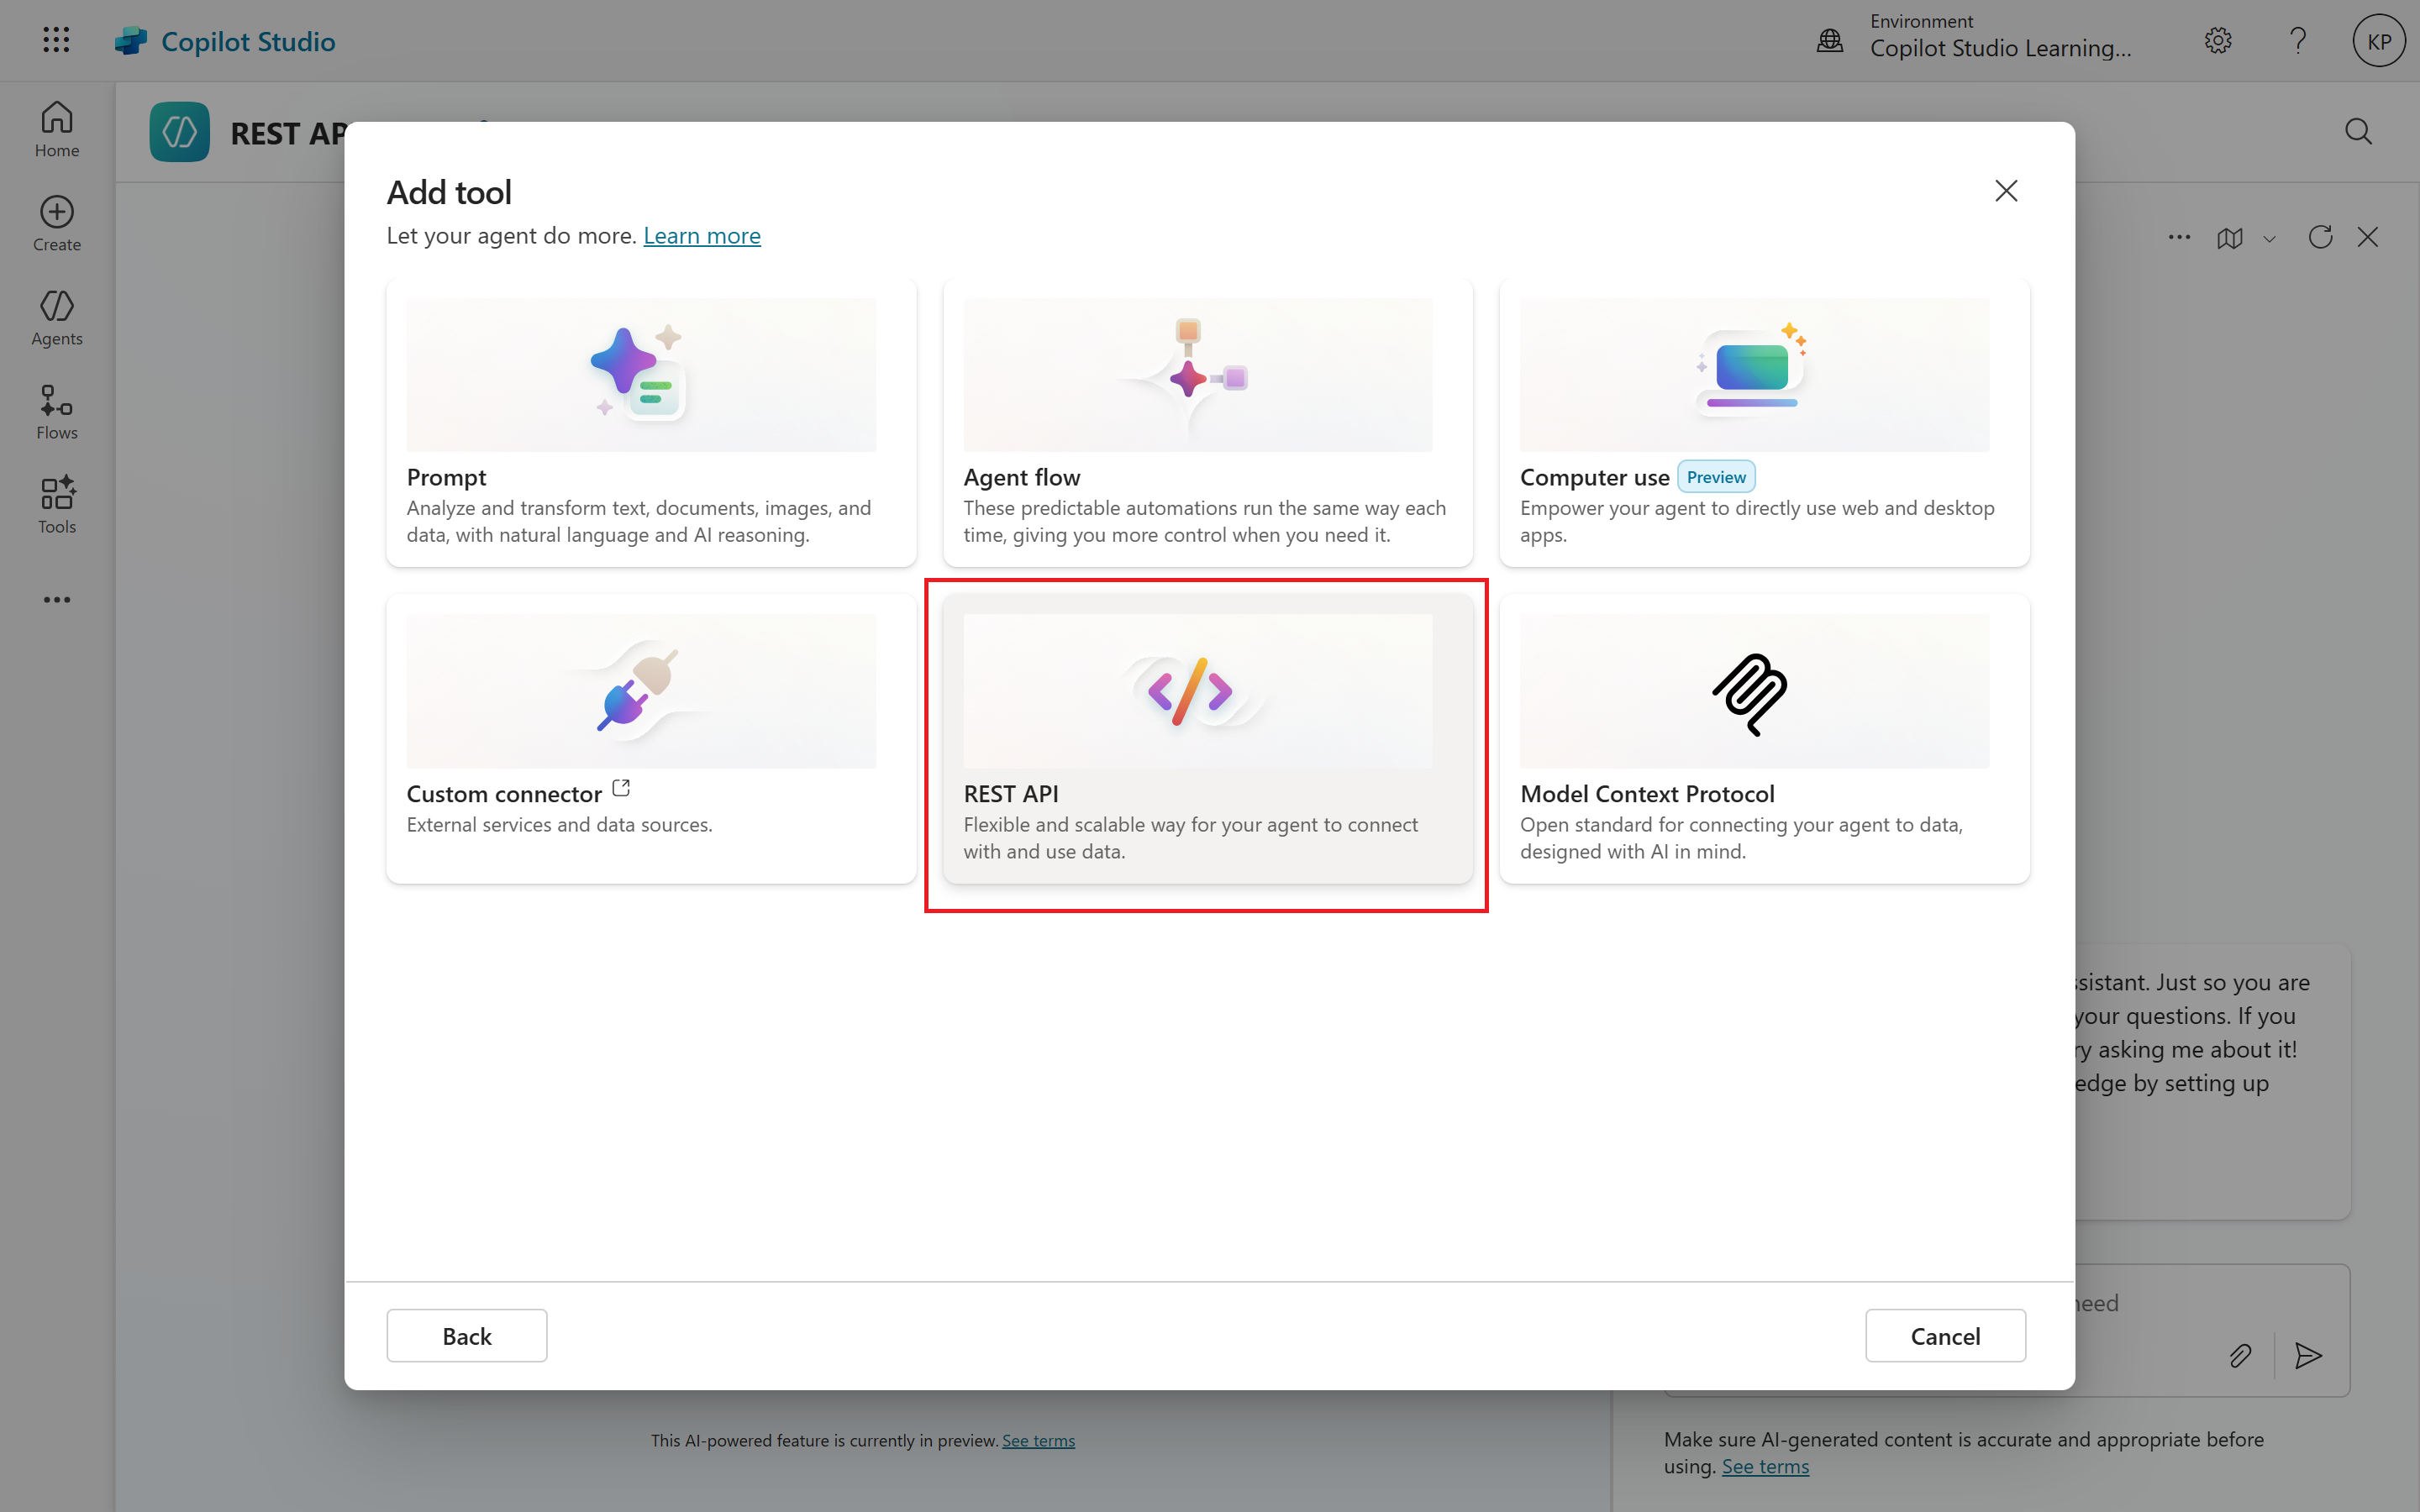 Copilot Studio
Environment
Copilot Studio Learning...
KP
Home
Create
Agents
Flows
Tools
REST AP
Add tool
Let your agent do more. Learn more
Prompt
Analyze and transform text, documents, images, and
data, with natural language and AI reasoning.
Agent flow
These predictable automations run the same way each
time, giving you more control when you need it.
Computer use Preview
Empower your agent to directly use web and desktop
apps.
Custom connector
External services and data sources.
REST API
Flexible and scalable way for your agent to connect
with and use data.
Model Context Protocol
Open standard for connecting your agent to data,
designed with AI in mind.
ssistant. Just so you are
your questions. If you
ry asking me about it!
edge by setting up
Back
Cancel
need
This AI-powered feature is currently in preview. See terms
Make sure AI-generated content is accurate and appropriate before
using. See terms